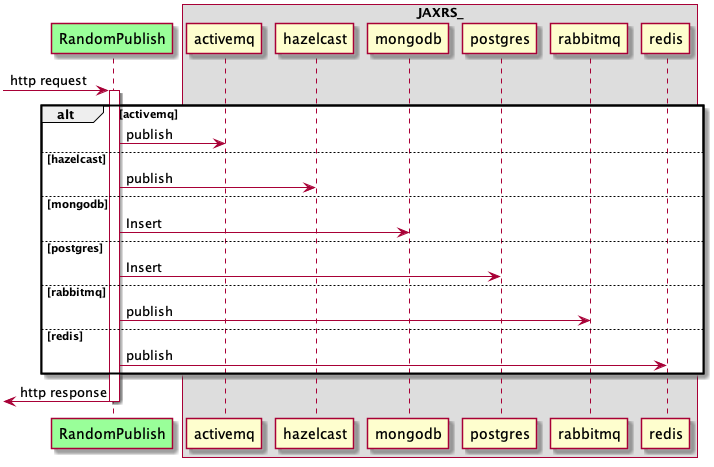 JAXRS_
RandomPublish activemq hazelcast mongodb postgres rabbitmq redis
http request
alt [activemq]
publish
[hazelcast]
publish
[mongodb]
Insert
[postgres]
Insert
[rabbitmq]
publish
[redis]
publish
http response
RandomPublish activemq hazelcast mongodb postgres rabbitmq redis